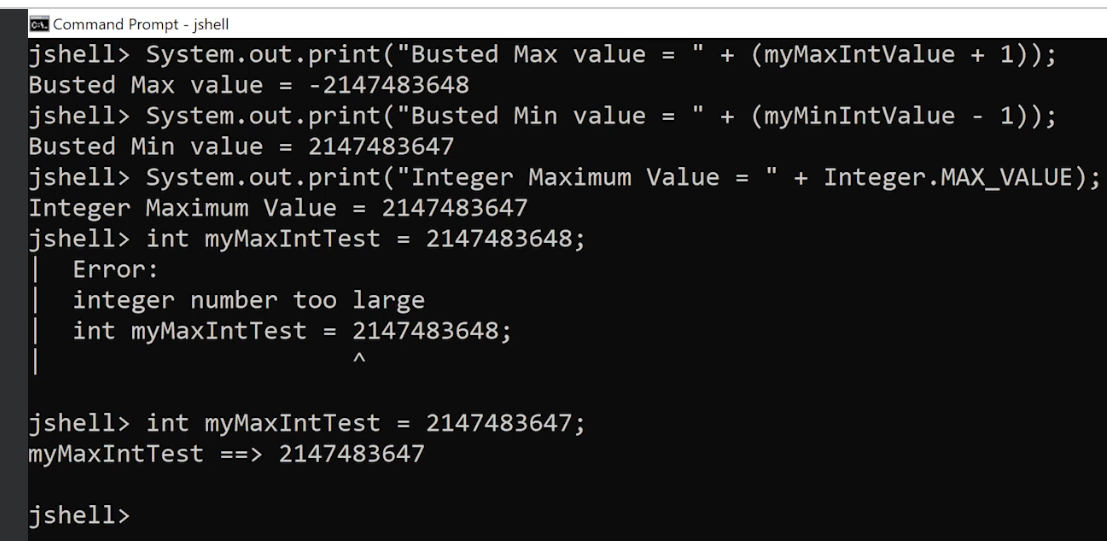 Command Prompt - jshell
jshell> System.out.print("Busted Max value = " + (myMaxIntValue + 1));
Busted Max value = -2147483648
jshell> System.out.print("Busted Min value = " + (myMinIntValue - 1));
Busted Min value = 2147483647
jshell> System.out.print("Integer Maximum Value = " + Integer.MAX_VALUE);
Integer Maximum Value = 2147483647
jshell> int myMaxIntTest = 2147483648;
|  Error:
|  integer number too large
|  int myMaxIntTest = 2147483648;
|                     ^
jshell> int myMaxIntTest = 2147483647;
myMaxIntTest ==> 2147483647
jshell>